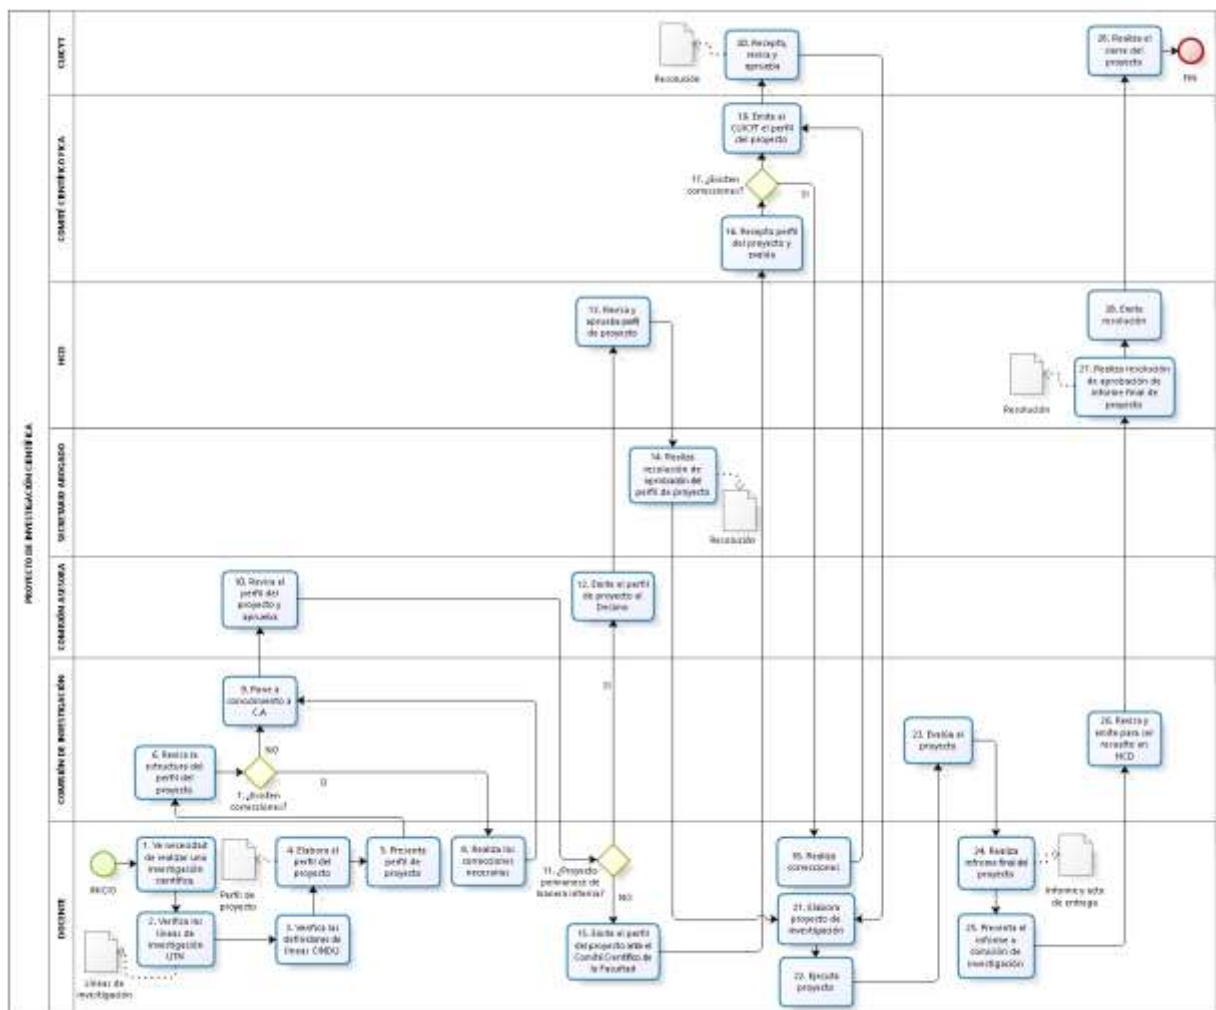 PROYECTO DE INVESTIGACIÓN CIENTÍFICA
CUICYT
Resolución
20. Recepta,
revisa y
aprueba
29. Realiza el
cierre del
proyecto
FIN
COMITÉ CIENTÍFICO FICA
19. Emite al
CUICYT el perfil
del proyecto
17. ¿Existen
correcciones?
SI
16. Recepta perfil
del proyecto y
evalúa
HCD
13. Revisa y
aprueba perfil
de proyecto
28. Emite
resolución
27. Realiza resolución
de aprobación de
informe final de
proyecto
Resolución
SECRETARIO ABOGADO
14. Realiza
resolución de
aprobación del
perfil de proyecto
Resolución
COMISIÓN ASESORA
10. Revisa el
perfil del
proyecto y
aprueba
12. Emite el perfil
de proyecto al
Decano
COMISIÓN DE INVESTIGACIÓN
9. Pone a
conocimiento a
C.A
SI
6. Revisa la
estructura del
perfil del
proyecto
NO
7. ¿Existen
correcciones?
SI
23. Evalúa el
proyecto
26. Revisa y
emite para ser
resuelto en
HCD
DOCENTE
INICIO
1. Ve necesidad
de realizar una
investigación
científica
Perfil de
proyecto
4. Elabora el
perfil del
proyecto
5. Presenta
perfil de
proyecto
8. Realiza las
correcciones
necesarias
11. ¿Proyecto
permanece de
manera interna?
NO
18. Realiza
correcciones
24. Realiza
informe final del
proyecto
Informe y acta
de entrega
2. Verifica las
líneas de
investigación
UTN
Líneas de
investigación
3. Verifica las
definiciones de
líneas CINDU
15. Emite el perfil
del proyecto ante el
Comité Científico de
la Facultad
21. Elabora
proyecto de
investigación
22. Ejecuta
proyecto
25. Presenta el
informe a
comisión de
investigación